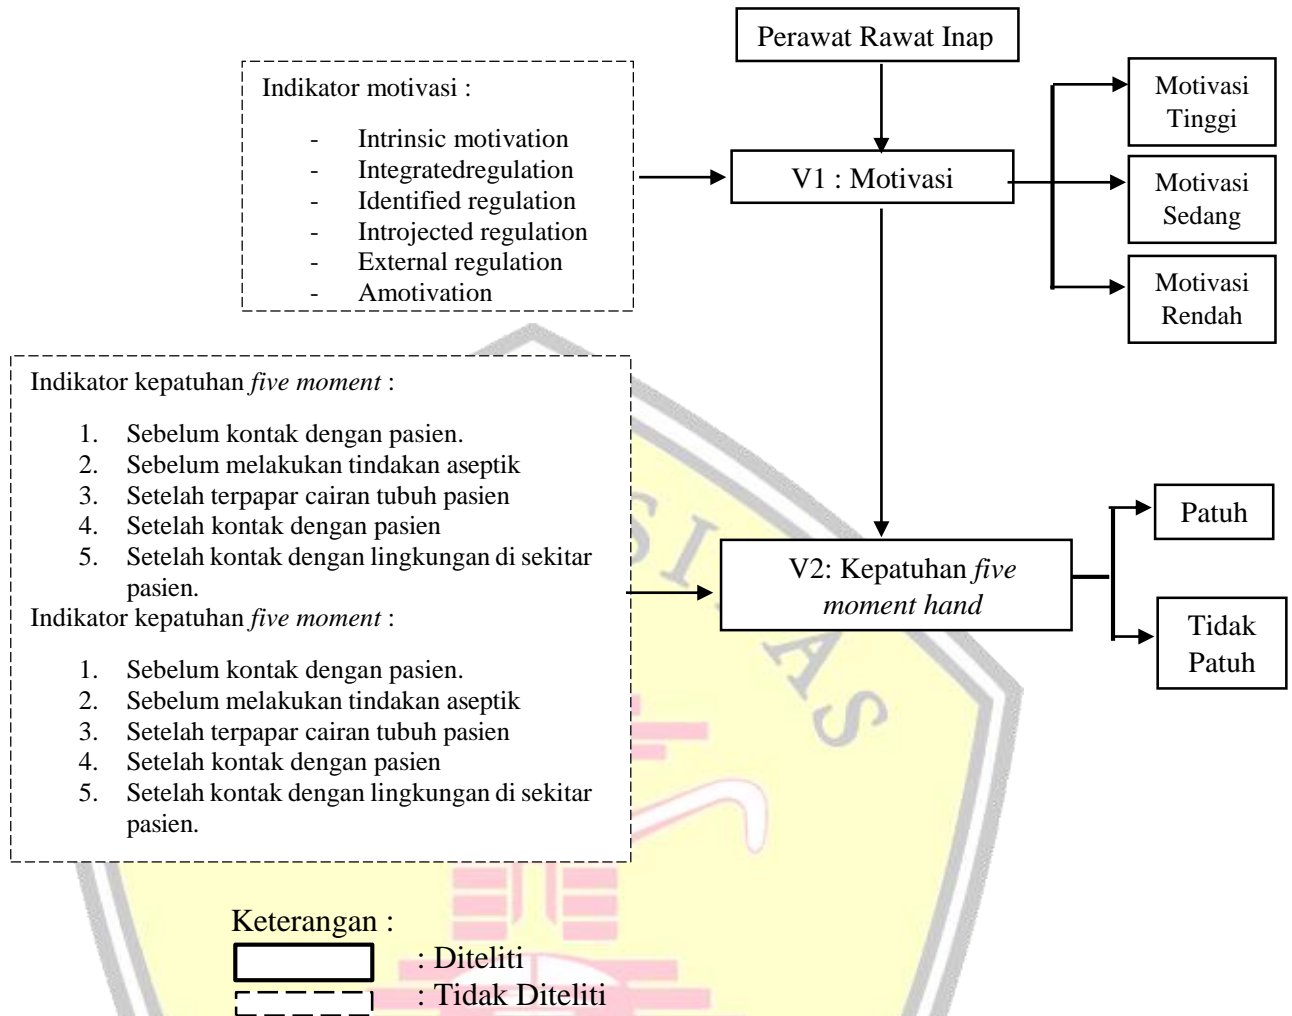 Perawat Rawat Inap
Indikator motivasi :
- Intrinsic motivation
- Integratedregulation
- Identified regulation
- Introjected regulation
- External regulation
- Amotivation
V1 : Motivasi
Motivasi
Tinggi
Motivasi
Sedang
Motivasi
Rendah
Indikator kepatuhan five moment :
1. Sebelum kontak dengan pasien.
2. Sebelum melakukan tindakan aseptik
3. Setelah terpapar cairan tubuh pasien
4. Setelah kontak dengan pasien
5. Setelah kontak dengan lingkungan di sekitar
pasien.
Indikator kepatuhan five moment :
1. Sebelum kontak dengan pasien.
2. Sebelum melakukan tindakan aseptik
3. Setelah terpapar cairan tubuh pasien
4. Setelah kontak dengan pasien
5. Setelah kontak dengan lingkungan di sekitar
pasien.
V2: Kepatuhan five
moment hand
Patuh
Tidak
Patuh
Keterangan :
: Diteliti
: Tidak Diteliti